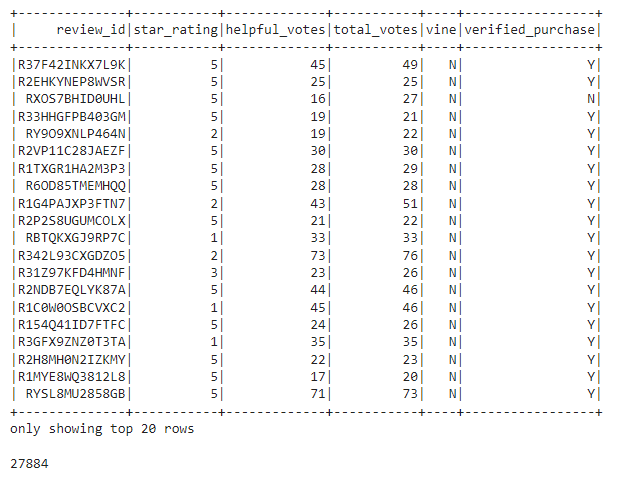 +--------------+-----------+-------------+-----------+----+-----------------+
|     review_id|star_rating|helpful_votes|total_votes|vine|verified_purchase|
+--------------+-----------+-------------+-----------+----+-----------------+
|R37F42INKX7L9K|          5|           45|         49|   N|                Y|
|R2EHKYNEP8WVSR|          5|           25|         25|   N|                Y|
| RXOS7BHID0UHL|          5|           16|         27|   N|                N|
|R33HHGFPB403GM|          5|           19|         21|   N|                Y|
| RY9O9XNLP464N|          2|           19|         22|   N|                Y|
|R2VP11C28JAEZF|          5|           30|         30|   N|                Y|
|R1TXGR1HA2M3P3|          5|           28|         29|   N|                Y|
| R6OD85TMEMHQQ|          5|           28|         28|   N|                Y|
|R1G4PAJXP3FTN7|          2|           43|         51|   N|                Y|
|R2P2S8UGUMCOLX|          5|           21|         22|   N|                Y|
| RBTQKXGJ9RP7C|          1|           33|         33|   N|                Y|
|R342L93CXGDZO5|          2|           73|         76|   N|                Y|
|R31Z97KFD4HMNF|          3|           23|         26|   N|                Y|
|R2NDB7EQLYK87A|          5|           44|         46|   N|                Y|
|R1C0W0OSBCVXC2|          1|           45|         46|   N|                Y|
|R154Q41ID7FTFC|          5|           24|         26|   N|                Y|
|R3GFX9ZNZ0T3TA|          1|           35|         35|   N|                Y|
|R2H8MH0N2IZKMY|          5|           22|         23|   N|                Y|
|R1MYE8WQ3812L8|          5|           17|         20|   N|                Y|
| RYSL8MU2858GB|          5|           71|         73|   N|                Y|
+--------------+-----------+-------------+-----------+----+-----------------+
only showing top 20 rows
27884